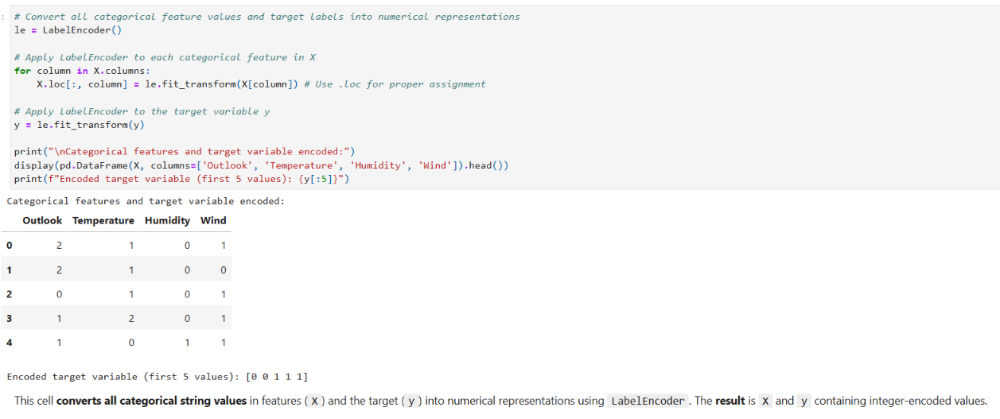 :
# Convert all categorical feature values and target labels into numerical representations
le = LabelEncoder()
# Apply LabelEncoder to each categorical feature in X
for column in X.columns:
    X.loc[:, column] = le.fit_transform(X[column]) # Use .loc for proper assignment
# Apply LabelEncoder to the target variable y
y = le.fit_transform(y)
print("\nCategorical features and target variable encoded:")
display(pd.DataFrame(X, columns=['Outlook', 'Temperature', 'Humidity', 'Wind']).head())
print(f"Encoded target variable (first 5 values): {y[:5]}")
Categorical features and target variable encoded:
Outlook Temperature Humidity Wind
0 2 1 0 1
1 2 1 0 0
2 0 1 0 1
3 1 2 0 1
4 1 0 1 1
Encoded target variable (first 5 values): [0 0 1 1 1]
This cell converts all categorical string values in features ( X ) and the target ( y ) into numerical representations using LabelEncoder . The result is X and y containing integer-encoded values.